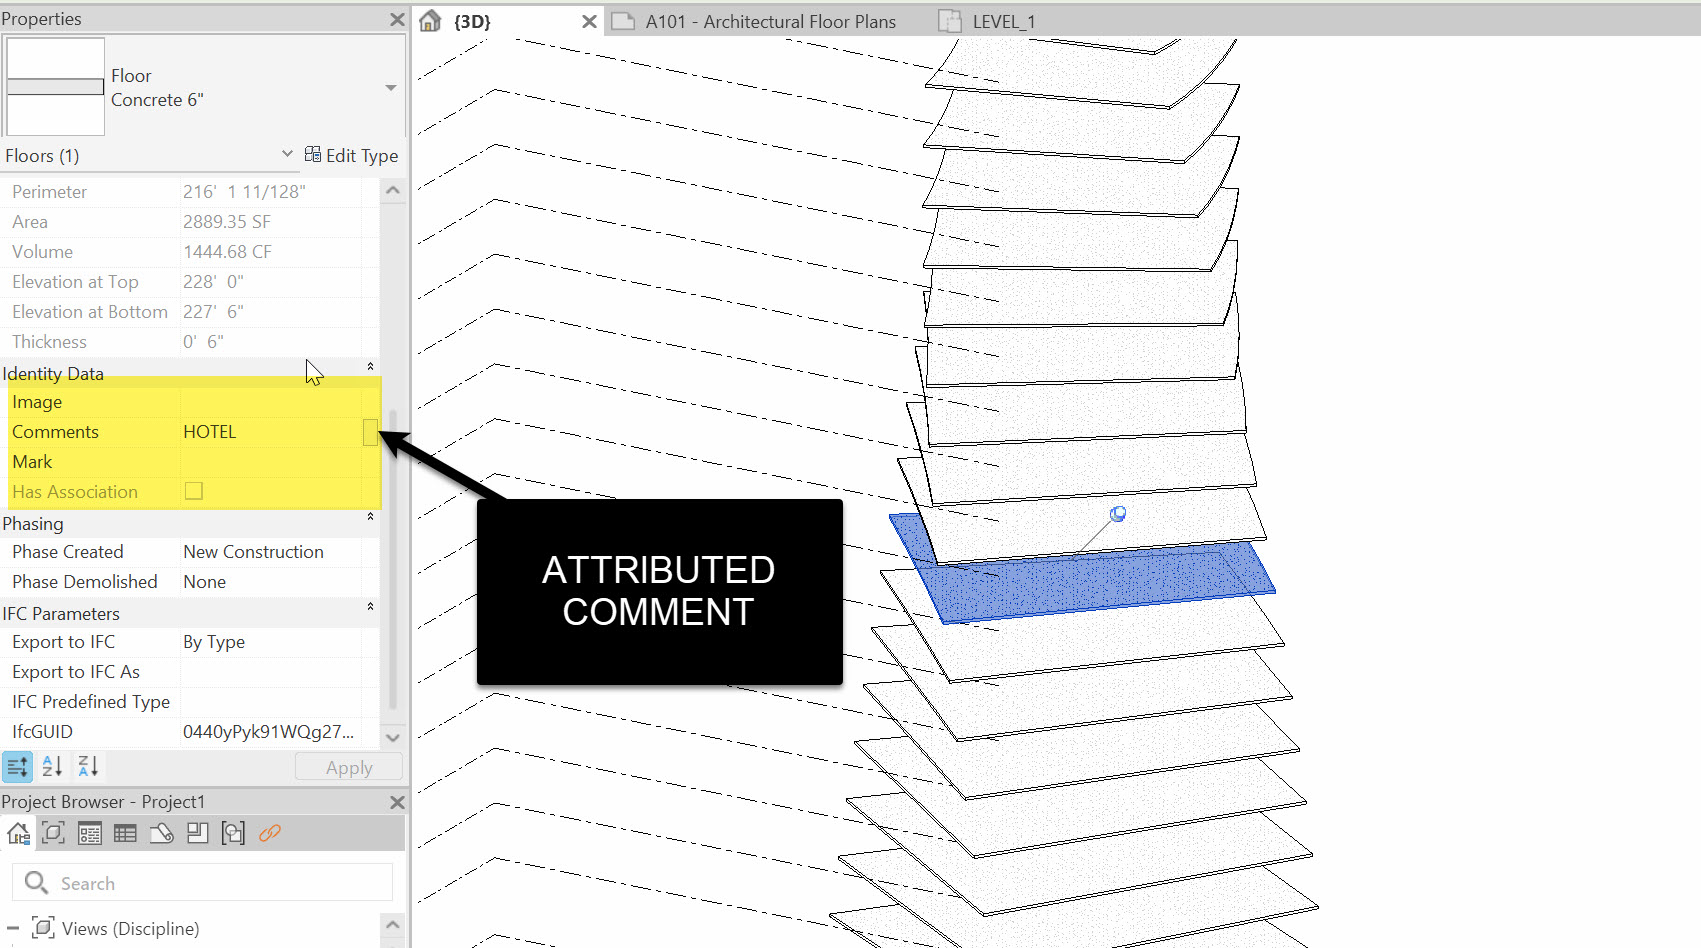 Properties
{3D}
A101 - Architectural Floor Plans
LEVEL_1
Floor
Concrete 6"
Floors (1)
Edit Type
Perimeter 216' 1 11/128"
Area 2889.35 SF
Volume 1444.68 CF
Elevation at Top 228' 0"
Elevation at Bottom 227' 6"
Thickness 0' 6"
Identity Data
Image
Comments HOTEL
Mark
Has Association
Phasing
Phase Created New Construction
Phase Demolished None
IFC Parameters
Export to IFC By Type
Export to IFC As
IFC Predefined Type
IfcGUID 0440yPyk91WQg27...
Apply
Project Browser - Project1
Search
Views (Discipline)
ATTRIBUTED
COMMENT